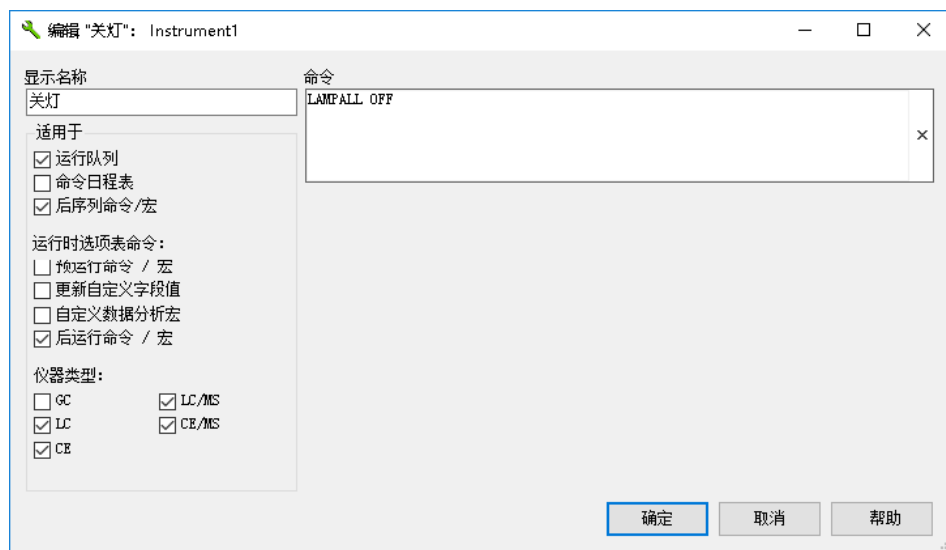 编辑 "关灯": Instrument1
显示名称
关灯
适用于
运行队列
命令日程表
后序列命令/宏
运行时选项表命令:
预运行命令 / 宏
更新自定义字段值
自定义数据分析宏
后运行命令 / 宏
仪器类型:
GC
LC/MS
LC
CE/MS
CE
命令
LAMPALL OFF
确定
取消
帮助